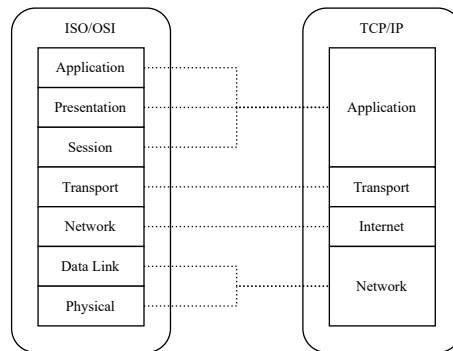 ISO/OSI
Application
Presentation
Session
Transport
Network
Data Link
Physical
TCP/IP
Application
Transport
Internet
Network